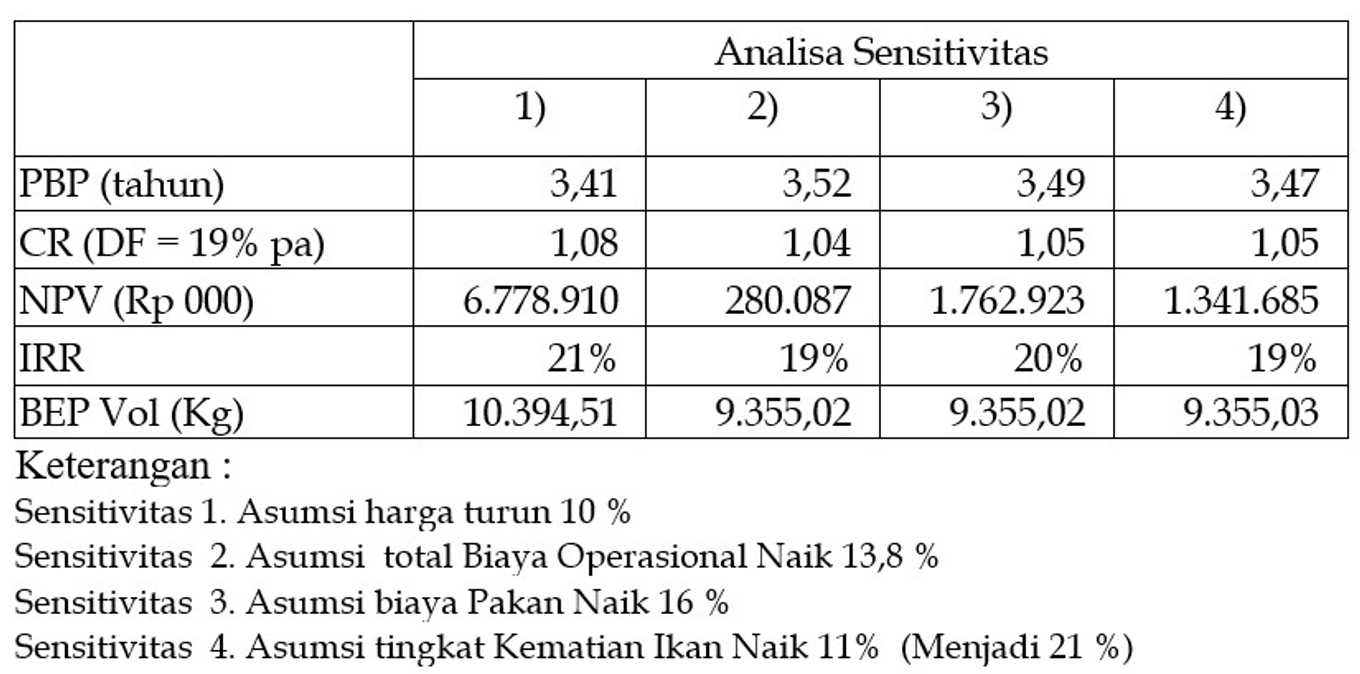 Analisa Sensitivitas
1) 2) 3) 4)
PBP (tahun) 3,41 3,52 3,49 3,47
CR (DF = 19% pa) 1,08 1,04 1,05 1,05
NPV (Rp 000) 6.778.910 280.087 1.762.923 1.341.685
IRR 21% 19% 20% 19%
BEP Vol (Kg) 10.394,51 9.355,02 9.355,02 9.355,03
Keterangan :
Sensitivitas 1. Asumsi harga turun 10 %
Sensitivitas 2. Asumsi total Biaya Operasional Naik 13,8 %
Sensitivitas 3. Asumsi biaya Pakan Naik 16 %
Sensitivitas 4. Asumsi tingkat Kematian Ikan Naik 11% (Menjadi 21 %)